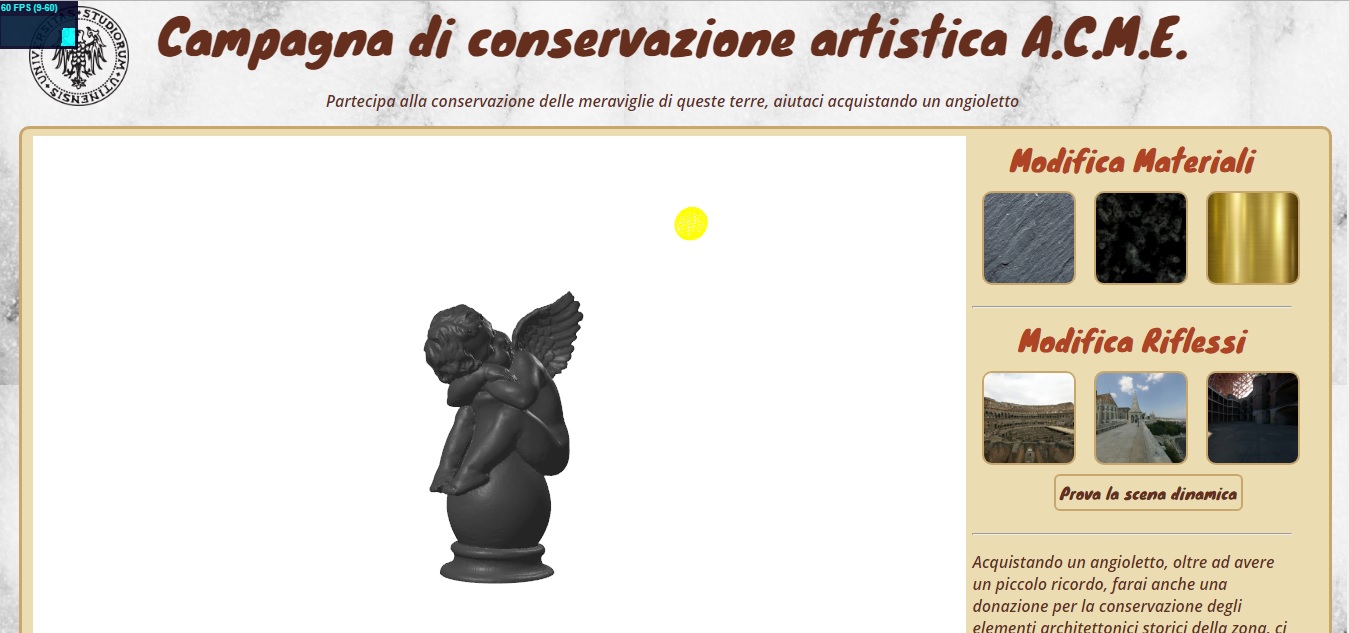 60 FPS (9-60)
VERSITAS · STUDIORUM · UTINENSIS · UNI
Campagna di conservazione artistica A.C.M.E.
Partecipa alla conservazione delle meraviglie di queste terre, aiutaci acquistando un angioletto
Modifica Materiali
Modifica Riflessi
Prova la scena dinamica
Acquistando un angioletto, oltre ad avere
un piccolo ricordo, farai anche una
donazione per la conservazione degli
elementi architettonici storici della zona, ci